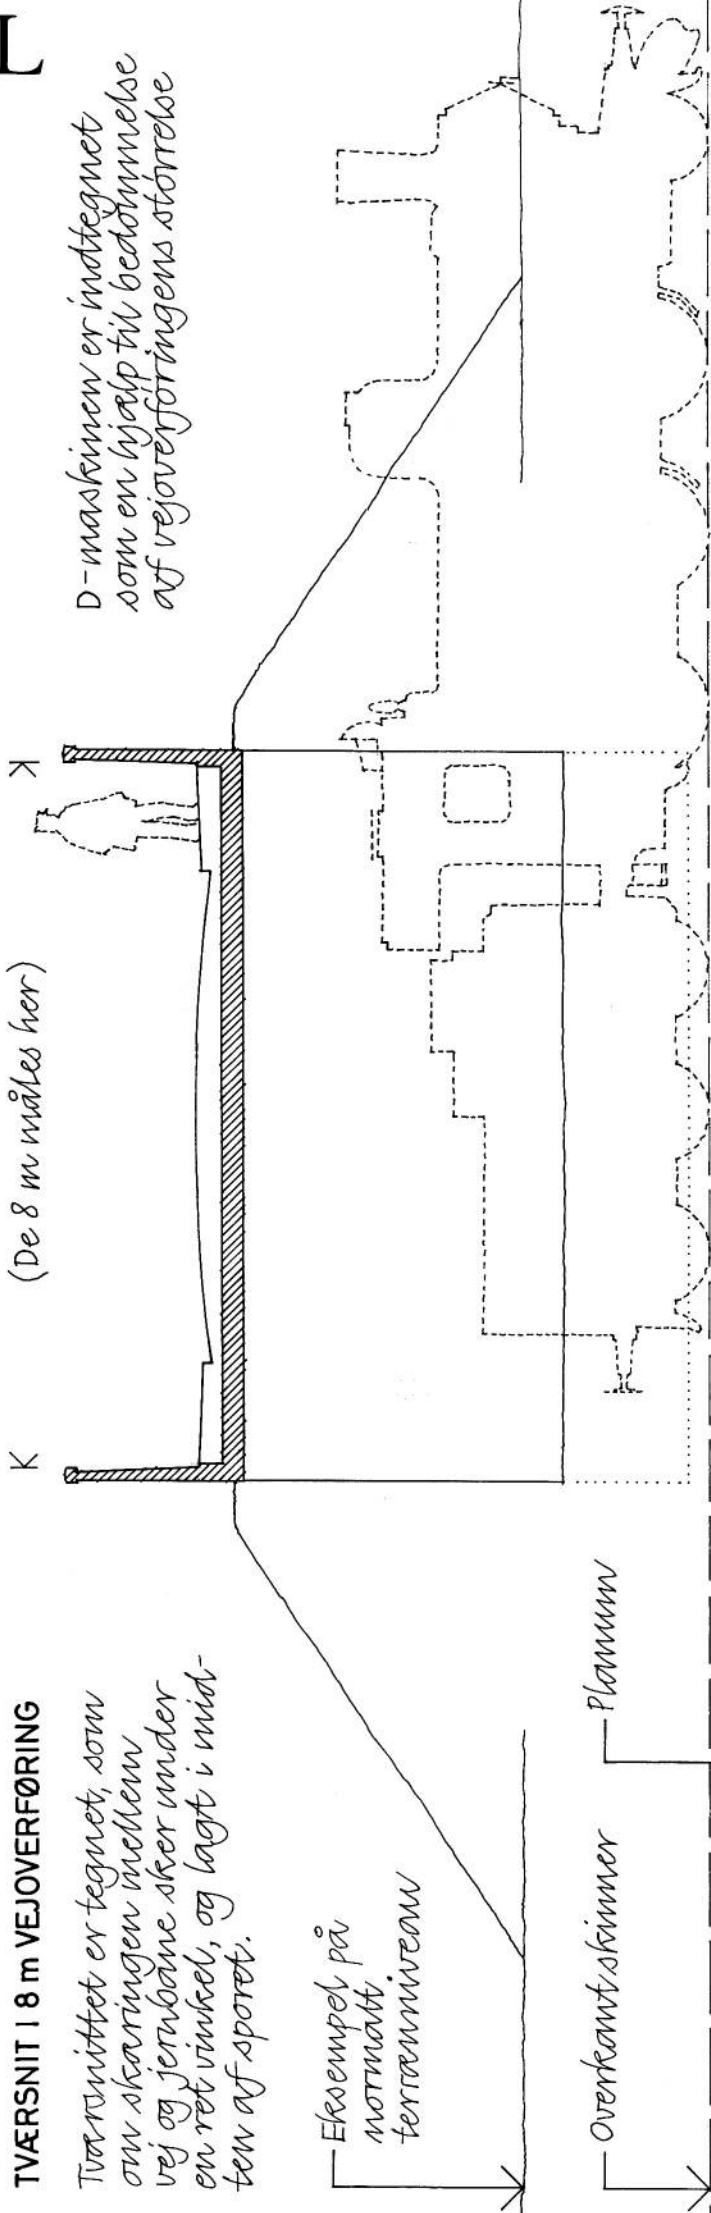 L
TVÆRSNIT I 8 m VEJOVERFØRING
Tværsnittet er tegnet, som
om skæringen mellem
vej og jernbane sker under
en ret vinkel, og lagt i mid-
ten af sporet.
K
(De 8 m måles her)
K
D-maskinen er indtegnet
som en hjælp til bedømmelse
af vejoverføringens størrelse
Eksempel på
normalt
terrænniveau
Overkant skinner
Planum